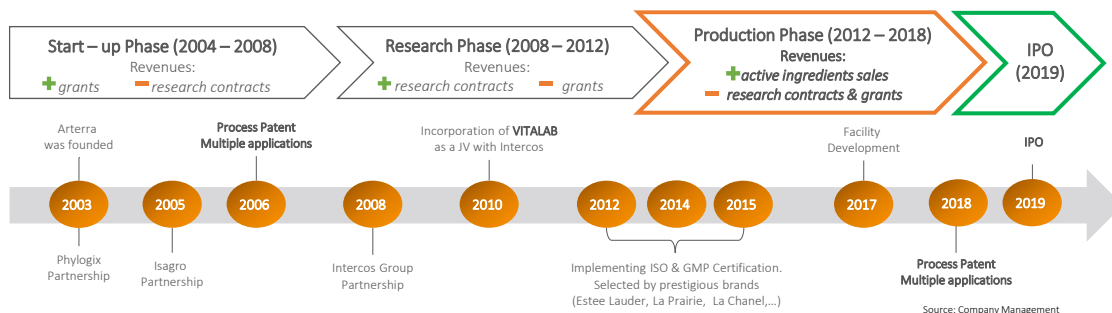 Start – up Phase (2004 – 2008)
Revenues:
+ grants − research contracts
Research Phase (2008 – 2012)
Revenues:
+ research contracts − grants
Production Phase (2012 – 2018)
Revenues:
+ active ingredients sales
− research contracts & grants
IPO
(2019)
Arterra
was founded
Process Patent
Multiple applications
Incorporation of VITALAB
as a JV with Intercos
Facility
Development
IPO
2003
2005
2006
2008
2010
2012
2014
2015
2017
2018
2019
Phylogix
Partnership
Isagro
Partnership
Intercos Group
Partnership
Implementing ISO & GMP Certification.
Selected by prestigious brands
(Estee Lauder, La Prairie, La Chanel,...)
Process Patent
Multiple applications
Source: Company Management